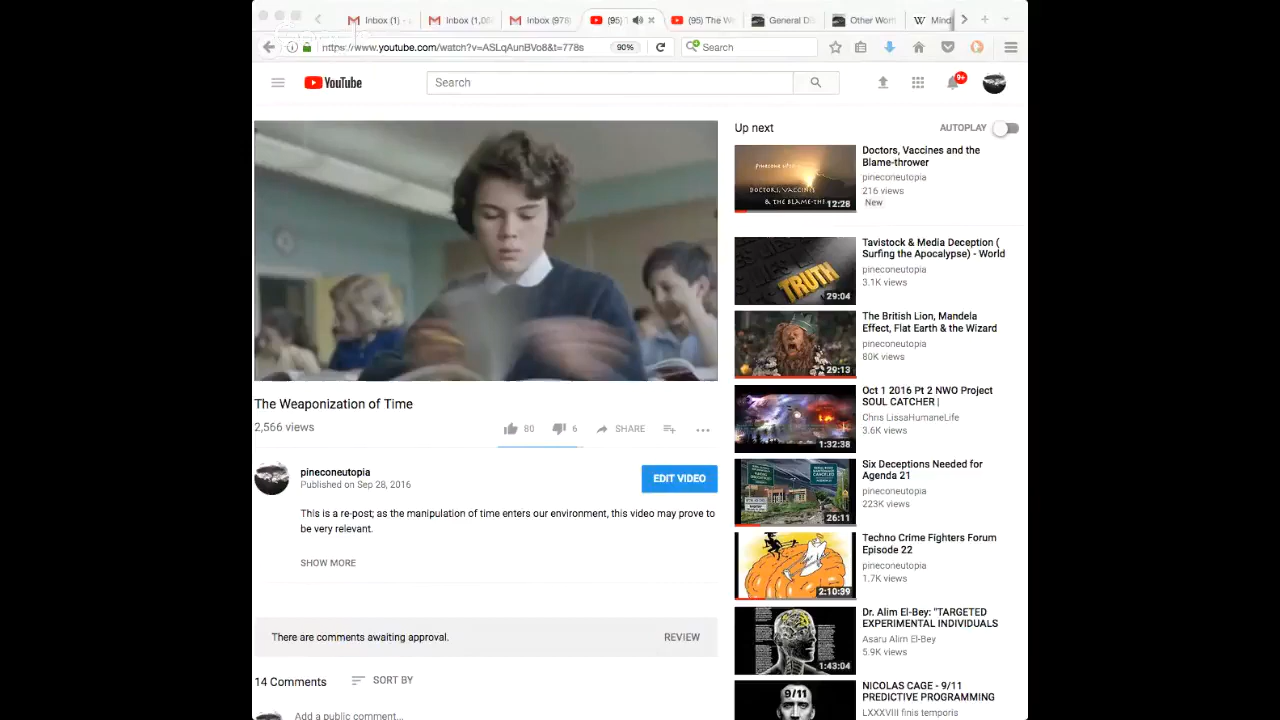 Inbox (1) -
Inbox (1,0
Inbox (976)
(95) T
(95) The W
General Di
Other Worr
Mind
https://www.youtube.com/watch?v=ASLqAunBVo8&t=778s
90%
Search
YouTube
Search
9+
Up next
AUTOPLAY
Doctors, Vaccines and the
Blame-thrower
pineconeutopia
216 views
New
DOCTORS, VACCINES
& THE BLAME-TH
12:28
Tavistock & Media Deception (
Surfing the Apocalypse) - World
pineconeutopia
3.1K views
TRUTH
29:04
The British Lion, Mandela
Effect, Flat Earth & the Wizard
pineconeutopia
80K views
29:13
The Weaponization of Time
2,566 views
80
6
SHARE
Oct 1 2016 Pt 2 NWO Project
SOUL CATCHER |
Chris LissaHumaneLife
3.6K views
1:32:38
pineconeutopia
Published on Sep 28, 2016
EDIT VIDEO
This is a re-post; as the manipulation of time enters our environment, this video may prove to
be very relevant.
SHOW MORE
Six Deceptions Needed for
Agenda 21
pineconeutopia
223K views
26:11
Techno Crime Fighters Forum
Episode 22
pineconeutopia
1.7K views
2:10:39
There are comments awaiting approval.
REVIEW
Dr. Alim El-Bey: "TARGETED
EXPERIMENTAL INDIVIDUALS
Asaru Alim El-Bey
5.9K views
1:43:04
14 Comments
SORT BY
Add a public comment...
NICOLAS CAGE - 9/11
PREDICTIVE PROGRAMMING
LXXXVIII finis temporis
9/11